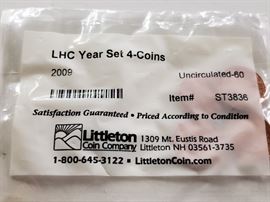 LHC Year Set 4-Coins
2009 Uncirculated-60
Item# ST3836
Satisfaction Guaranteed • Priced According to Condition
Littleton
Coin Company
1309 Mt. Eustis Road
Littleton NH 03561-3735
1-800-645-3122 • LittletonCoin.com